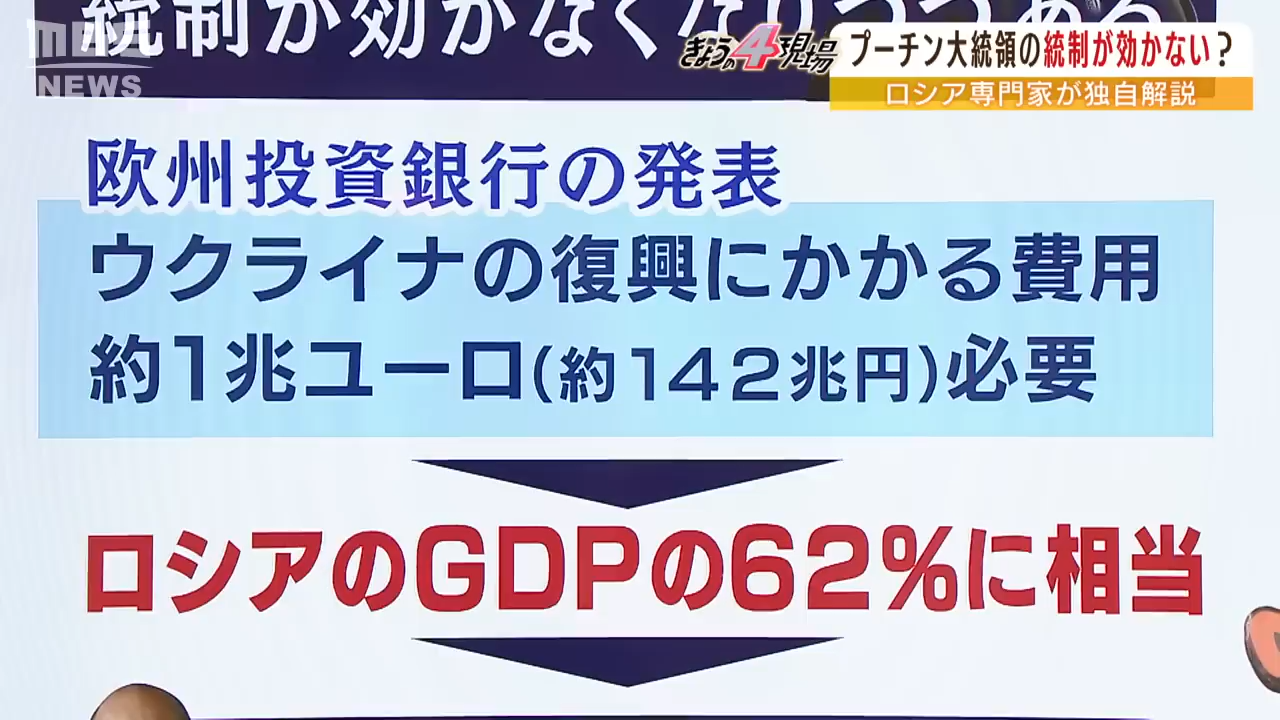 統制が効かなくなりつつある
MBS
NEWS
きょうの4現場
プーチン大統領の統制が効かない？
ロシア専門家が独自解説
欧州投資銀行の発表
ウクライナの復興にかかる費用
約1兆ユーロ(約142兆円)必要
ロシアのGDPの62%に相当